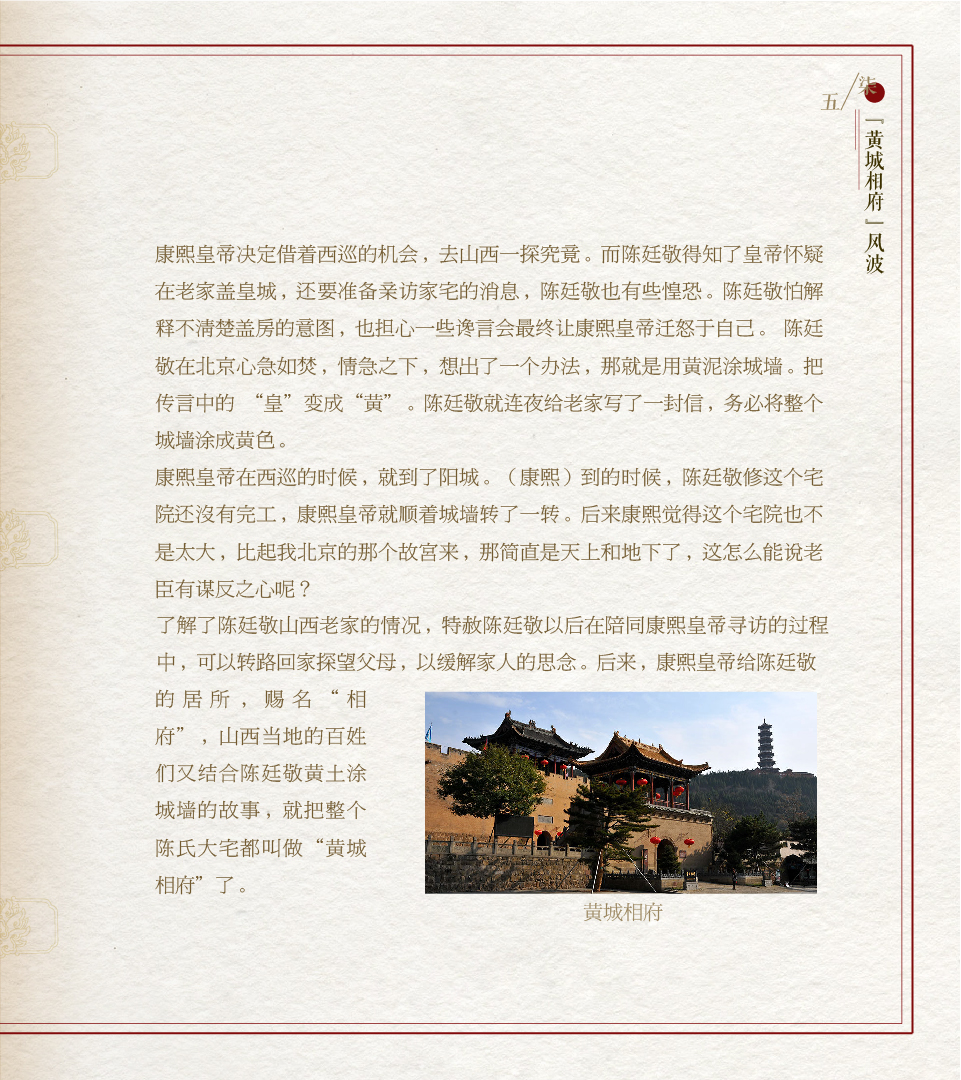 五/柒
『黄城相府』风波
康熙皇帝决定借着西巡的机会，去山西一探究竟。而陈廷敬得知了皇帝怀疑
在老家盖皇城，还要准备亲访家宅的消息，陈廷敬也有些惶恐。陈廷敬怕解
释不清楚盖房的意图，也担心一些谗言会最终让康熙皇帝迁怒于自己。 陈廷
敬在北京心急如焚，情急之下，想出了一个办法，那就是用黄泥涂城墙。把
传言中的 “皇”变成“黄” 。陈廷敬就连夜给老家写了一封信，务必将整个
城墙涂成黄色。
康熙皇帝在西巡的时候，就到了阳城。（康熙）到的时候，陈廷敬修这个宅
院还没有完工，康熙皇帝就顺着城墙转了一转。后来康熙觉得这个宅院也不
是太大，比起我北京的那个故宫来，那简直是天上和地下了，这怎么能说老
臣有谋反之心呢？
了解了陈廷敬山西老家的情况，特赦陈廷敬以后在陪同康熙皇帝寻访的过程
中，可以转路回家探望父母，以缓解家人的思念。后来，康熙皇帝给陈廷敬
的居所，赐名“相
府”，山西当地的百姓
们又结合陈廷敬黄土涂
城墙的故事，就把整个
陈氏大宅都叫做“黄城
相府”了。
黄城相府